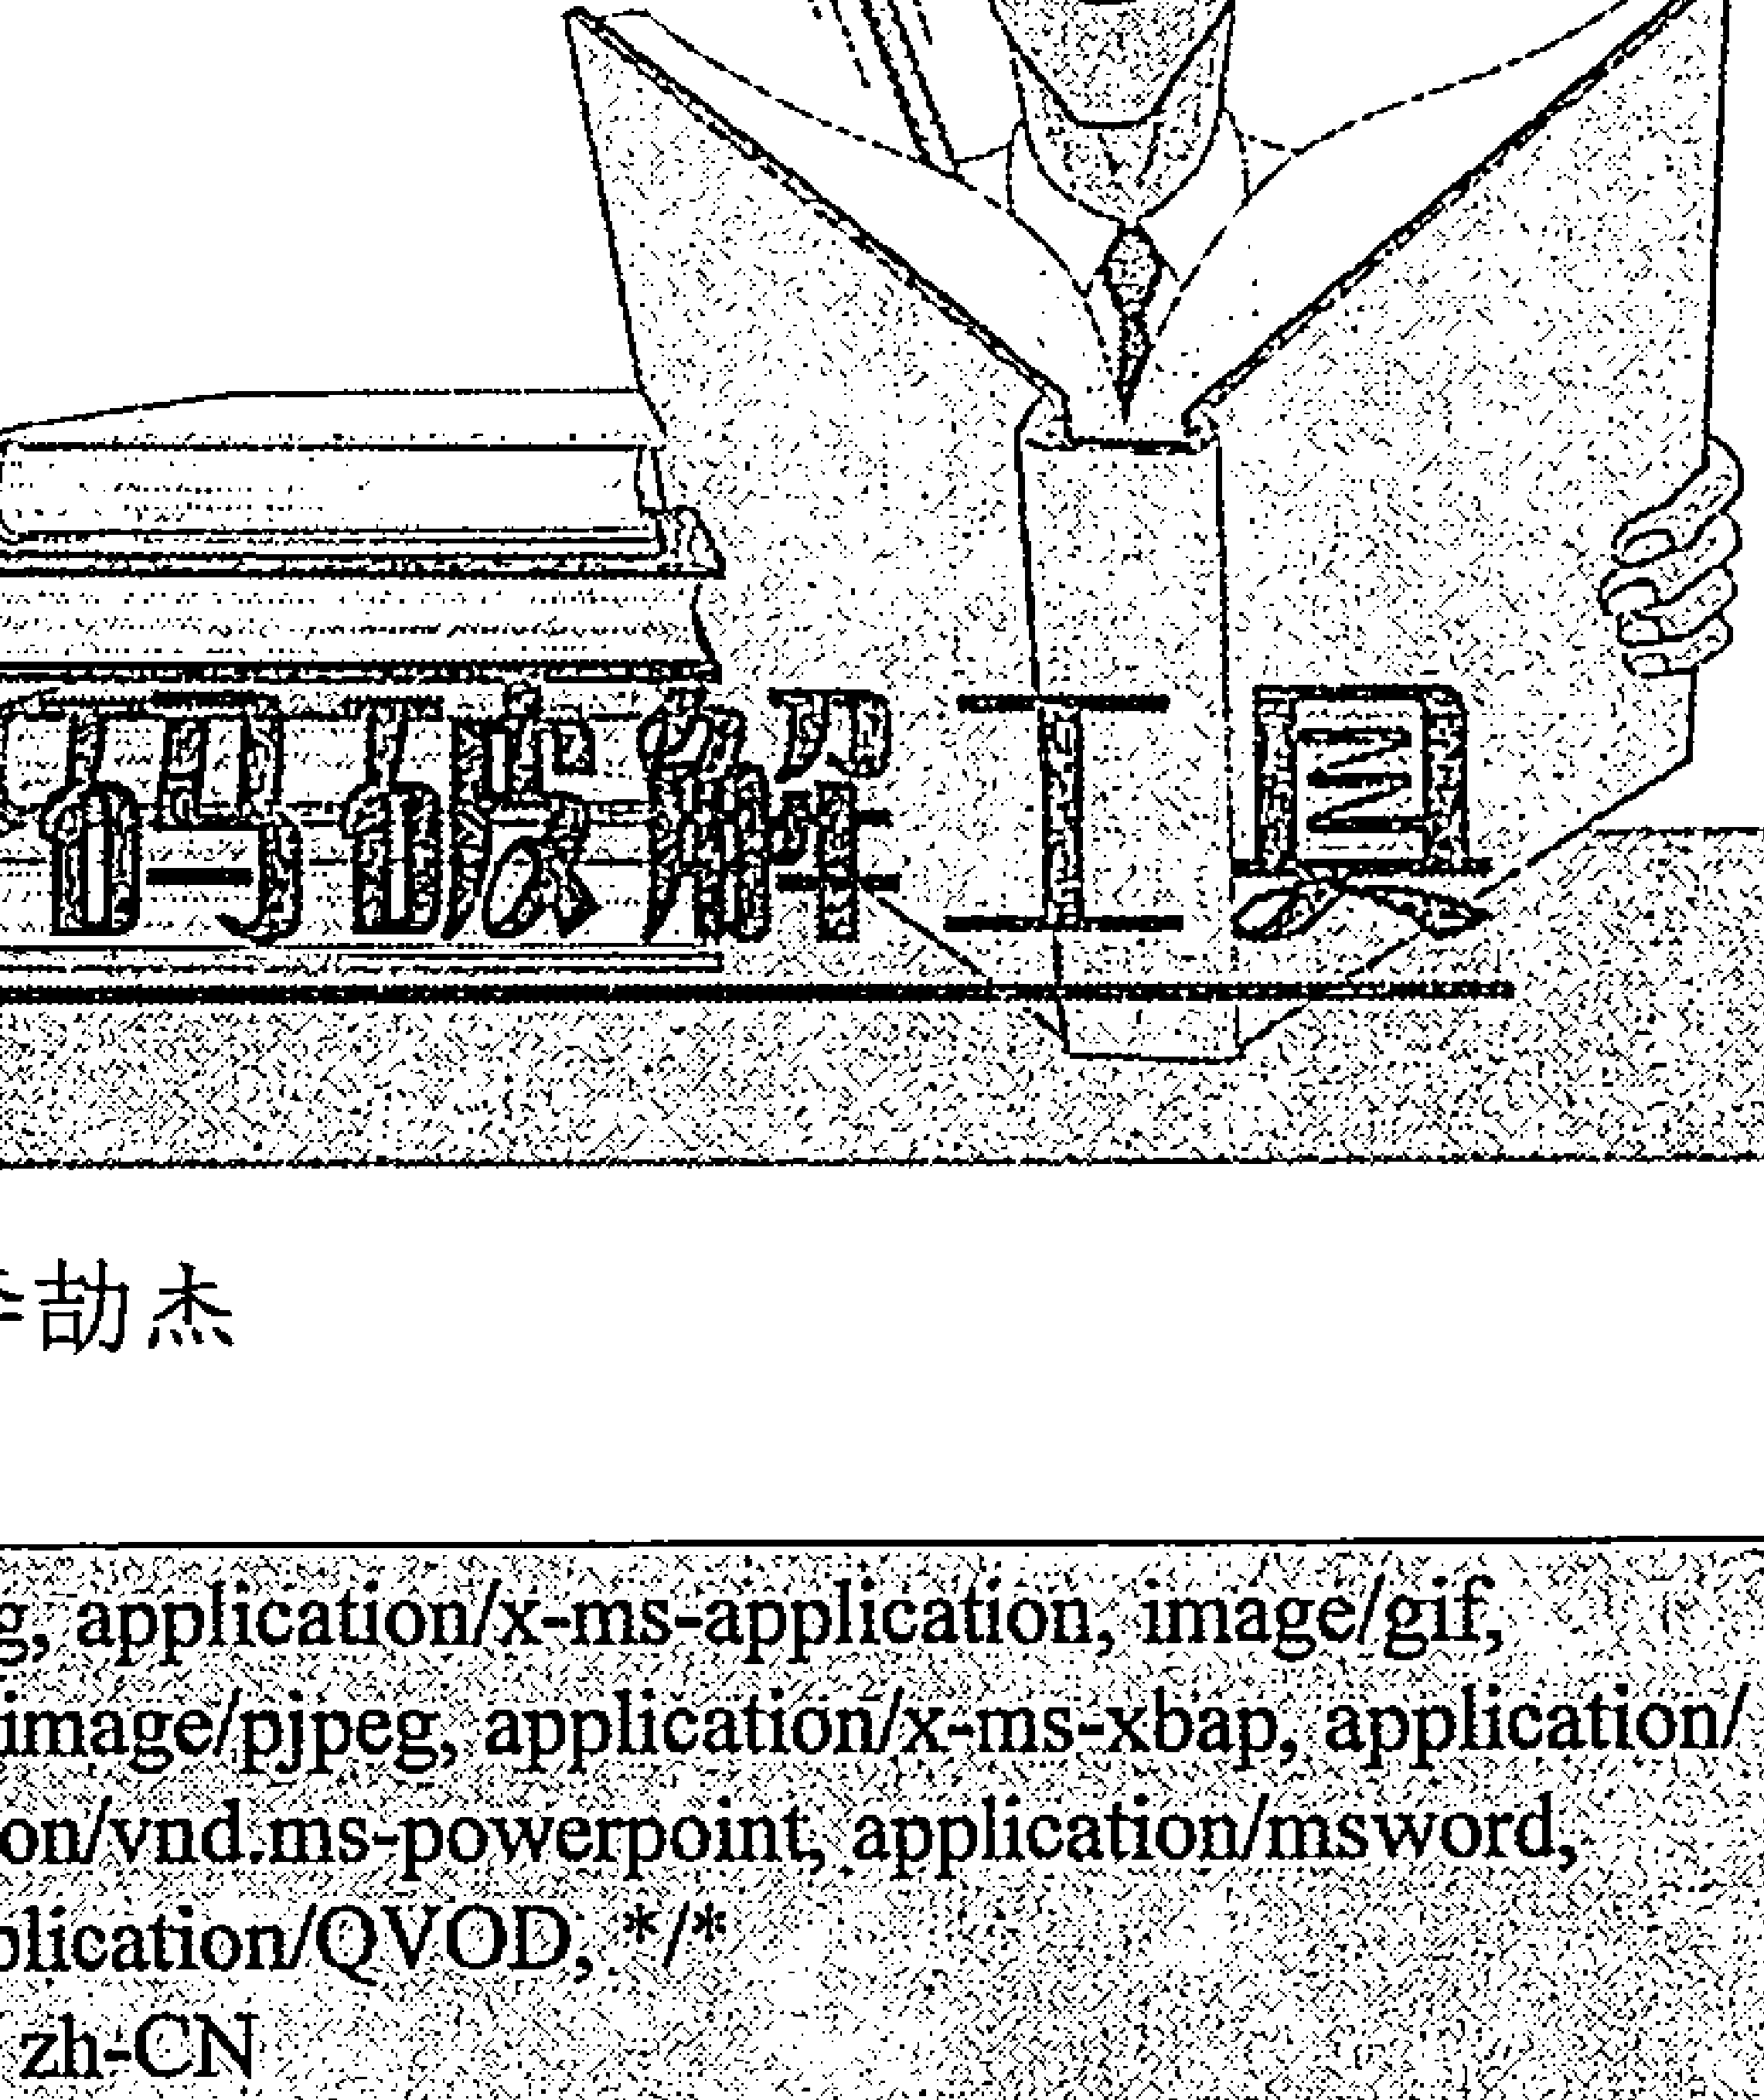 码破解工具
劼杰
g, application/x-ms-application, image/gif,
image/pjpeg, application/x-ms-xbap, application/
on/vnd.ms-powerpoint, application/msword,
plication/QVOD, */*
zh-CN